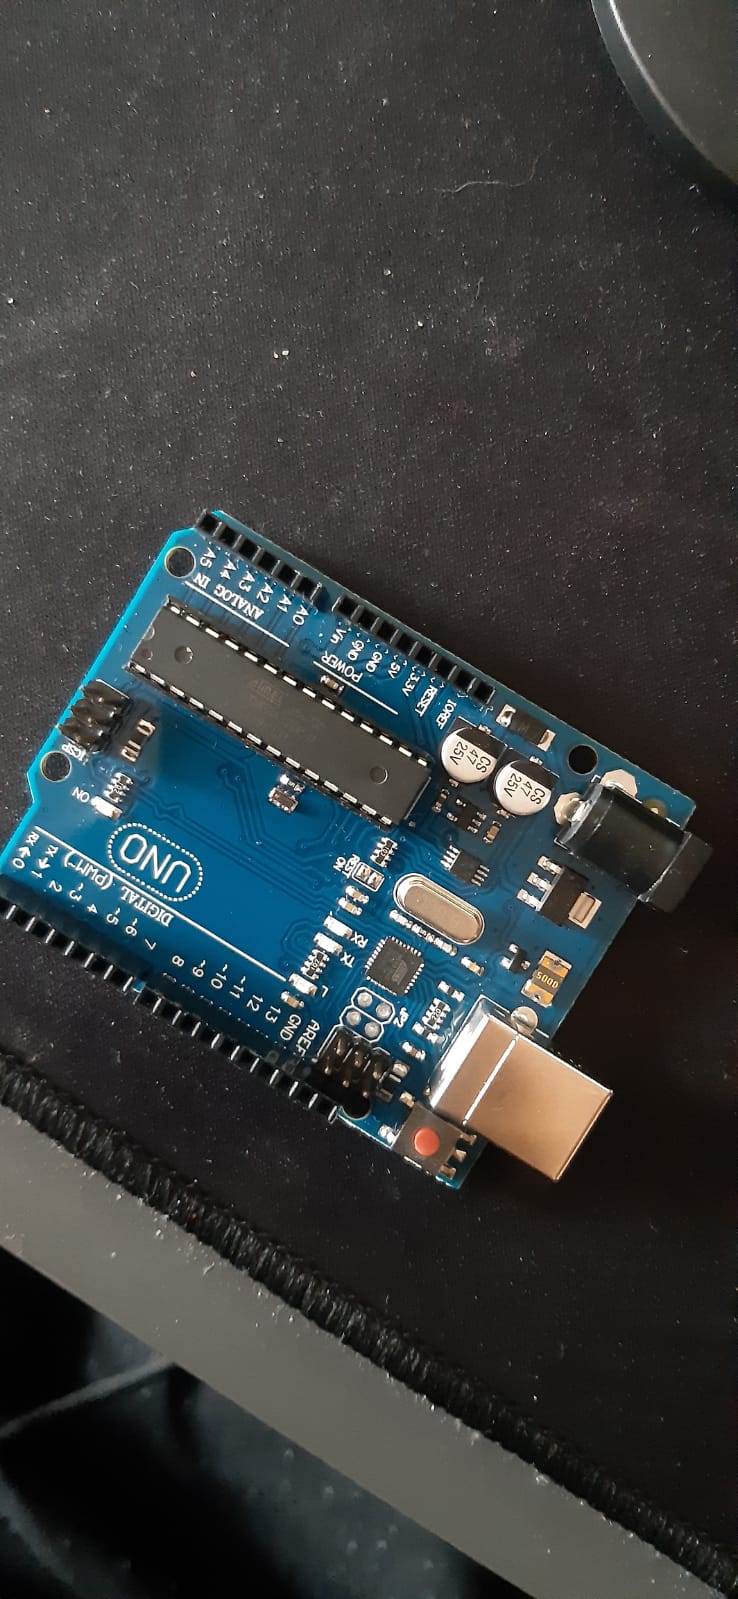 A5
A4
A3
A2
A1
A0
ANALOG IN
Vin
GND
GND
5V
3.3V
RESET
IOREF
POWER
CS
47
25V
CS
47
25V
ICSP
ON
UNO
DIGITAL (PWM~)
RX←0
TX→1
2
~3
4
~5
~6
7
8
~9
~10
~11
12
13
GND
AREF
L
TX
RX
JP2
5000